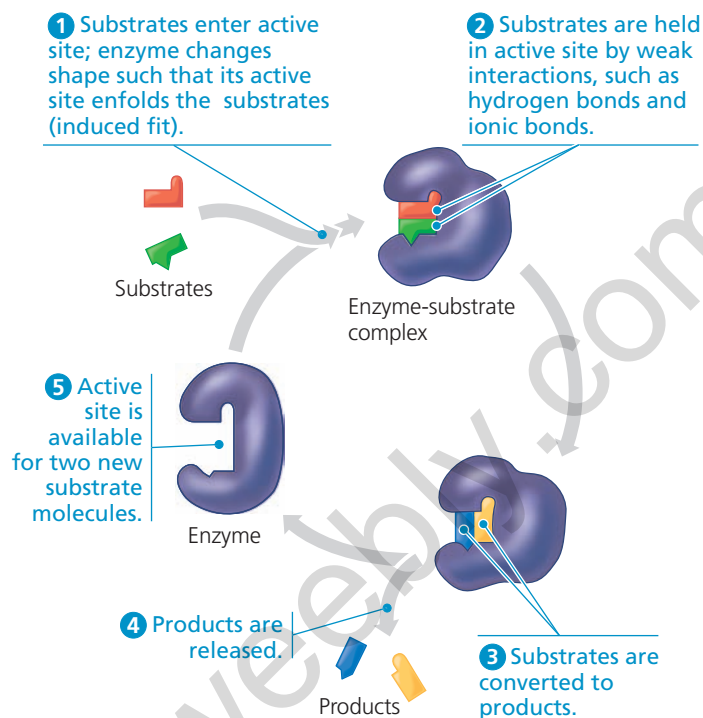 1 Substrates enter active
site; enzyme changes
shape such that its active
site enfolds the substrates
(induced fit).
2 Substrates are held
in active site by weak
interactions, such as
hydrogen bonds and
ionic bonds.
Substrates
Enzyme-substrate
complex
5 Active
site is
available
for two new
substrate
molecules.
Enzyme
4 Products are
released.
Products
3 Substrates are
converted to
products.
weebly.com